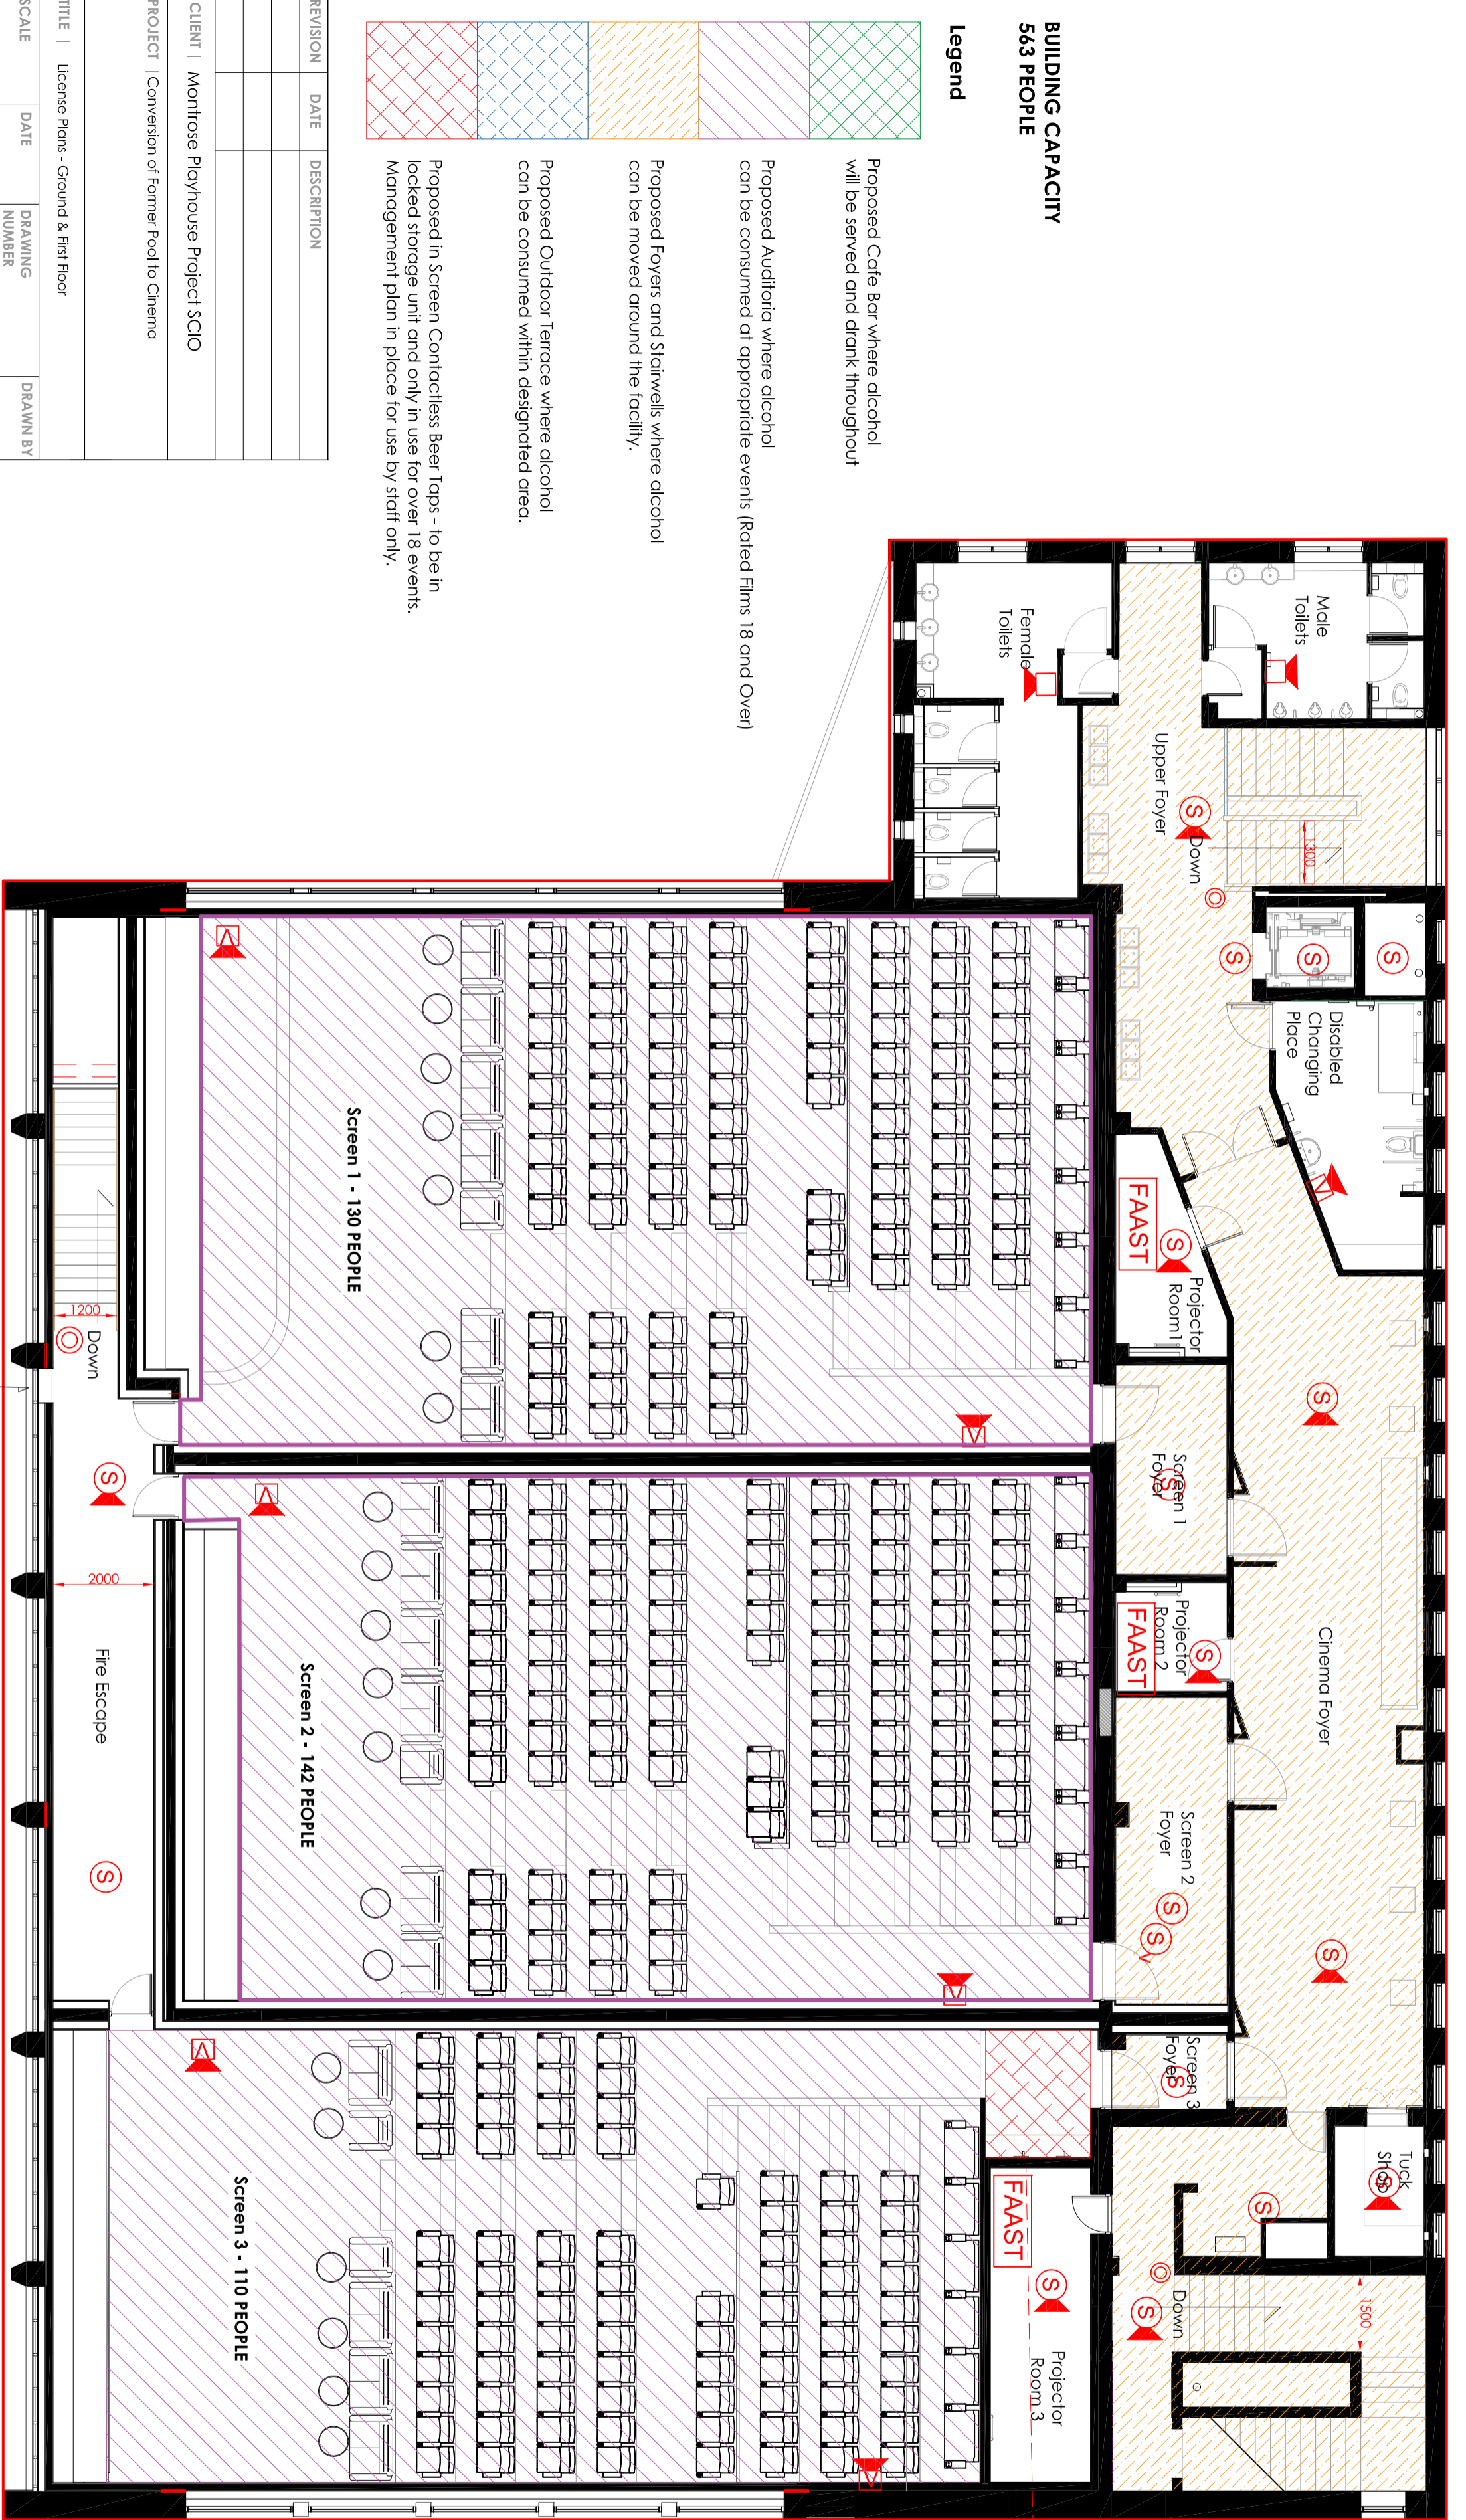 BUILDING CAPACITY
563 PEOPLE
Legend
Proposed Cafe Bar where alcohol
will be served and drank throughout
Proposed Auditoria where alcohol
can be consumed at appropriate events (Rated Films 18 and Over)
Proposed Foyers and Stairwells where alcohol
can be moved around the facility.
Proposed Outdoor Terrace where alcohol
can be consumed within designated area.
Proposed in Screen Contactless Beer Taps - to be in
locked storage unit and only in use for over 18 events.
Management plan in place for use by staff only.
REVISION
DATE
DESCRIPTION
CLIENT | Montrose Playhouse Project SCIO
PROJECT | Conversion of Former Pool to Cinema
TITLE | License Plans - Ground & First Floor
SCALE
DATE
DRAWING
NUMBER
DRAWN BY
Male
Toilets
Female
Toilets
Upper Foyer
S
Down
1300
S
S
S
Disabled
Changing
Place
V
FAAST
S
Projector
Room1
S
Screen 1
Foyer
S
Projector
Room 2
FAAST
S
Cinema Foyer
Screen 2
Foyer
S
S
V
S
Screen 3
Foyer
S
Tuck
Shop
S
S
Down
S
1500
FAAST
S
Projector
Room 3
V
V
Screen 1 - 130 PEOPLE
V
V
Screen 2 - 142 PEOPLE
V
V
Screen 3 - 110 PEOPLE
1200
Down
S
2000
Fire Escape
S